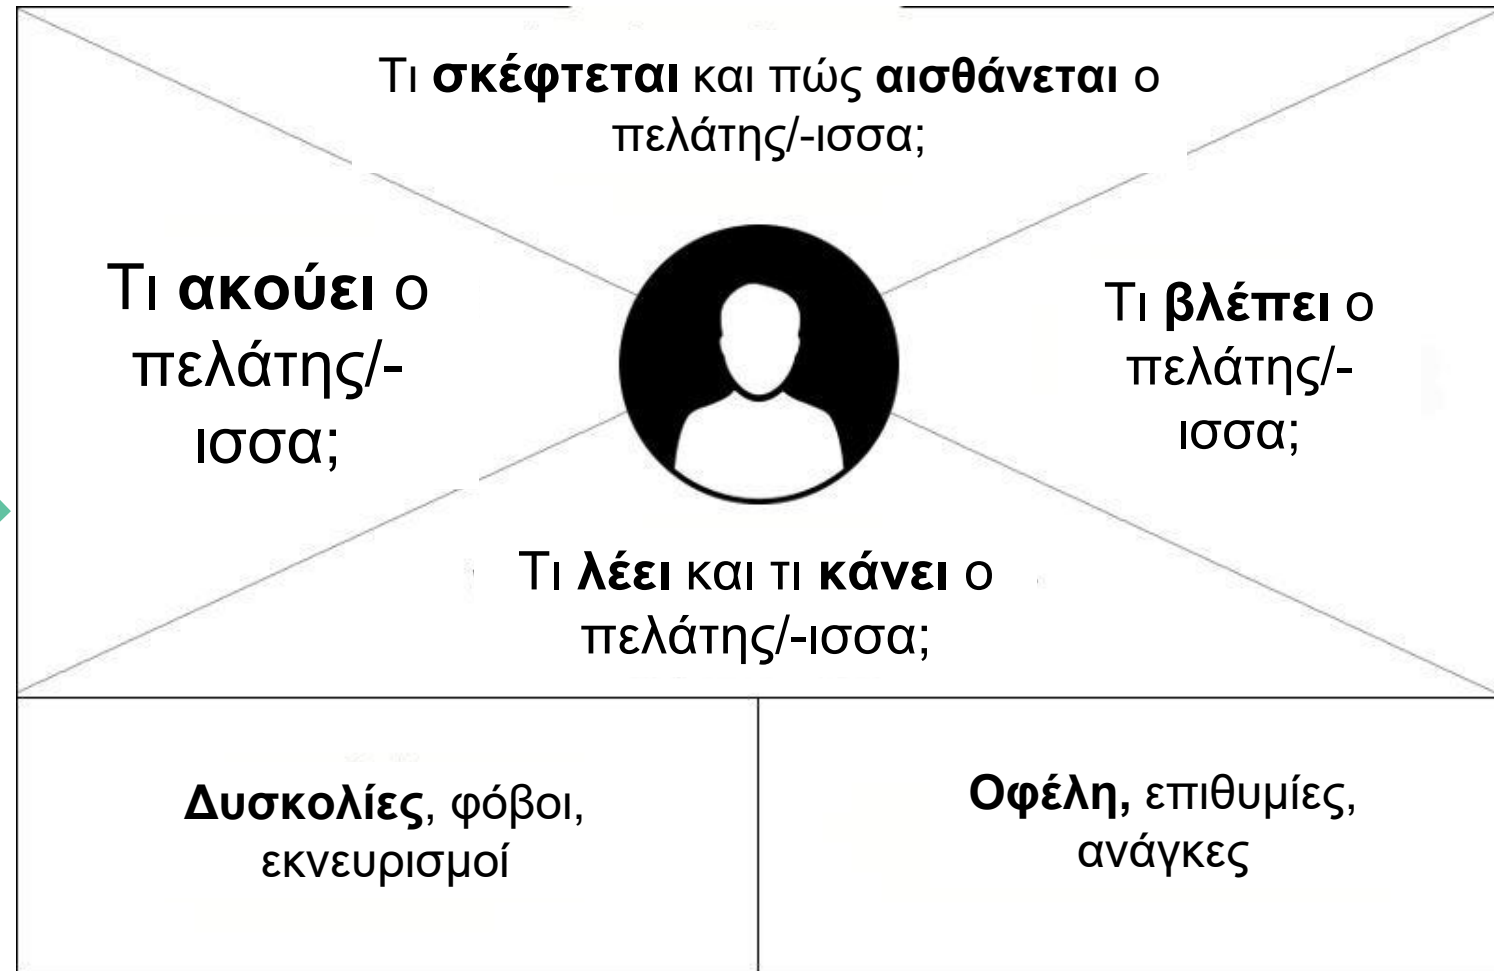 Τι σκέφτεται και πώς αισθάνεται ο
πελάτης/-ισσα;
Τι ακούει ο
πελάτης/-
ισσα;
Τι βλέπει ο
πελάτης/-
ισσα;
Τι λέει και τι κάνει ο
πελάτης/-ισσα;
Δυσκολίες, φόβοι,
εκνευρισμοί
Οφέλη, επιθυμίες,
ανάγκες